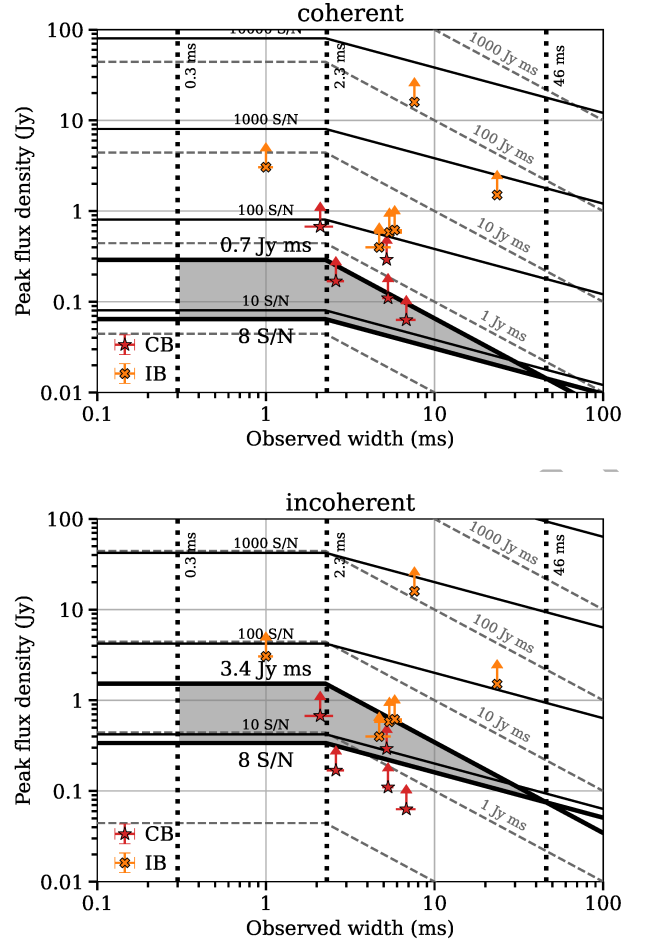 coherent
100
10
1
0.1
0.01
Peak flux density (Jy)
10000 S/N
1000 S/N
100 S/N
0.7 Jy ms
10 S/N
8 S/N
0.3 ms
2.3 ms
46 ms
1000 Jy ms
100 Jy ms
10 Jy ms
1 Jy ms
CB
IB
0.1
1
10
100
Observed width (ms)
incoherent
100
10
1
0.1
0.01
Peak flux density (Jy)
1000 S/N
100 S/N
3.4 Jy ms
10 S/N
8 S/N
0.3 ms
2.3 ms
46 ms
1000 Jy ms
100 Jy ms
10 Jy ms
1 Jy ms
CB
IB
0.1
1
10
100
Observed width (ms)